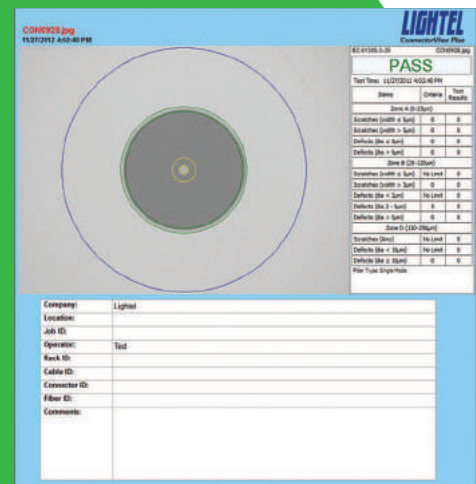 LIGHTEL
ConnectorView Plus
CON0928.jpg
11/27/2012 4:02:40 PM
IEC 61300-3-35 CON0928.jpg
PASS
Test Time: 11/27/2012 4:02:40 PM
Items Criteria Test Results
Zone A (0-25μm)
Scratches (width ≤ 3μm) 0 0
Scratches (width > 3μm) 0 0
Defects (dia ≤ 5μm) 0 0
Defects (dia > 5μm) 0 0
Zone B (25-120μm)
Scratches (width ≤ 3μm) No Limit 0
Scratches (width > 3μm) 0 0
Defects (dia < 2μm) No Limit 0
Defects (dia 2 - 5μm) 0
Defects (dia > 5μm) 0 0
Zone D (130-250μm)
Scratches (Any) No Limit 0
Defects (dia < 10μm) No Limit 0
Defects (dia ≥ 10μm) 0 0
Fiber Type: Single Mode
Company: Lightel
Location:
Job ID:
Operator: Ted
Rack ID:
Cable ID:
Connector ID:
Fiber ID:
Comments: